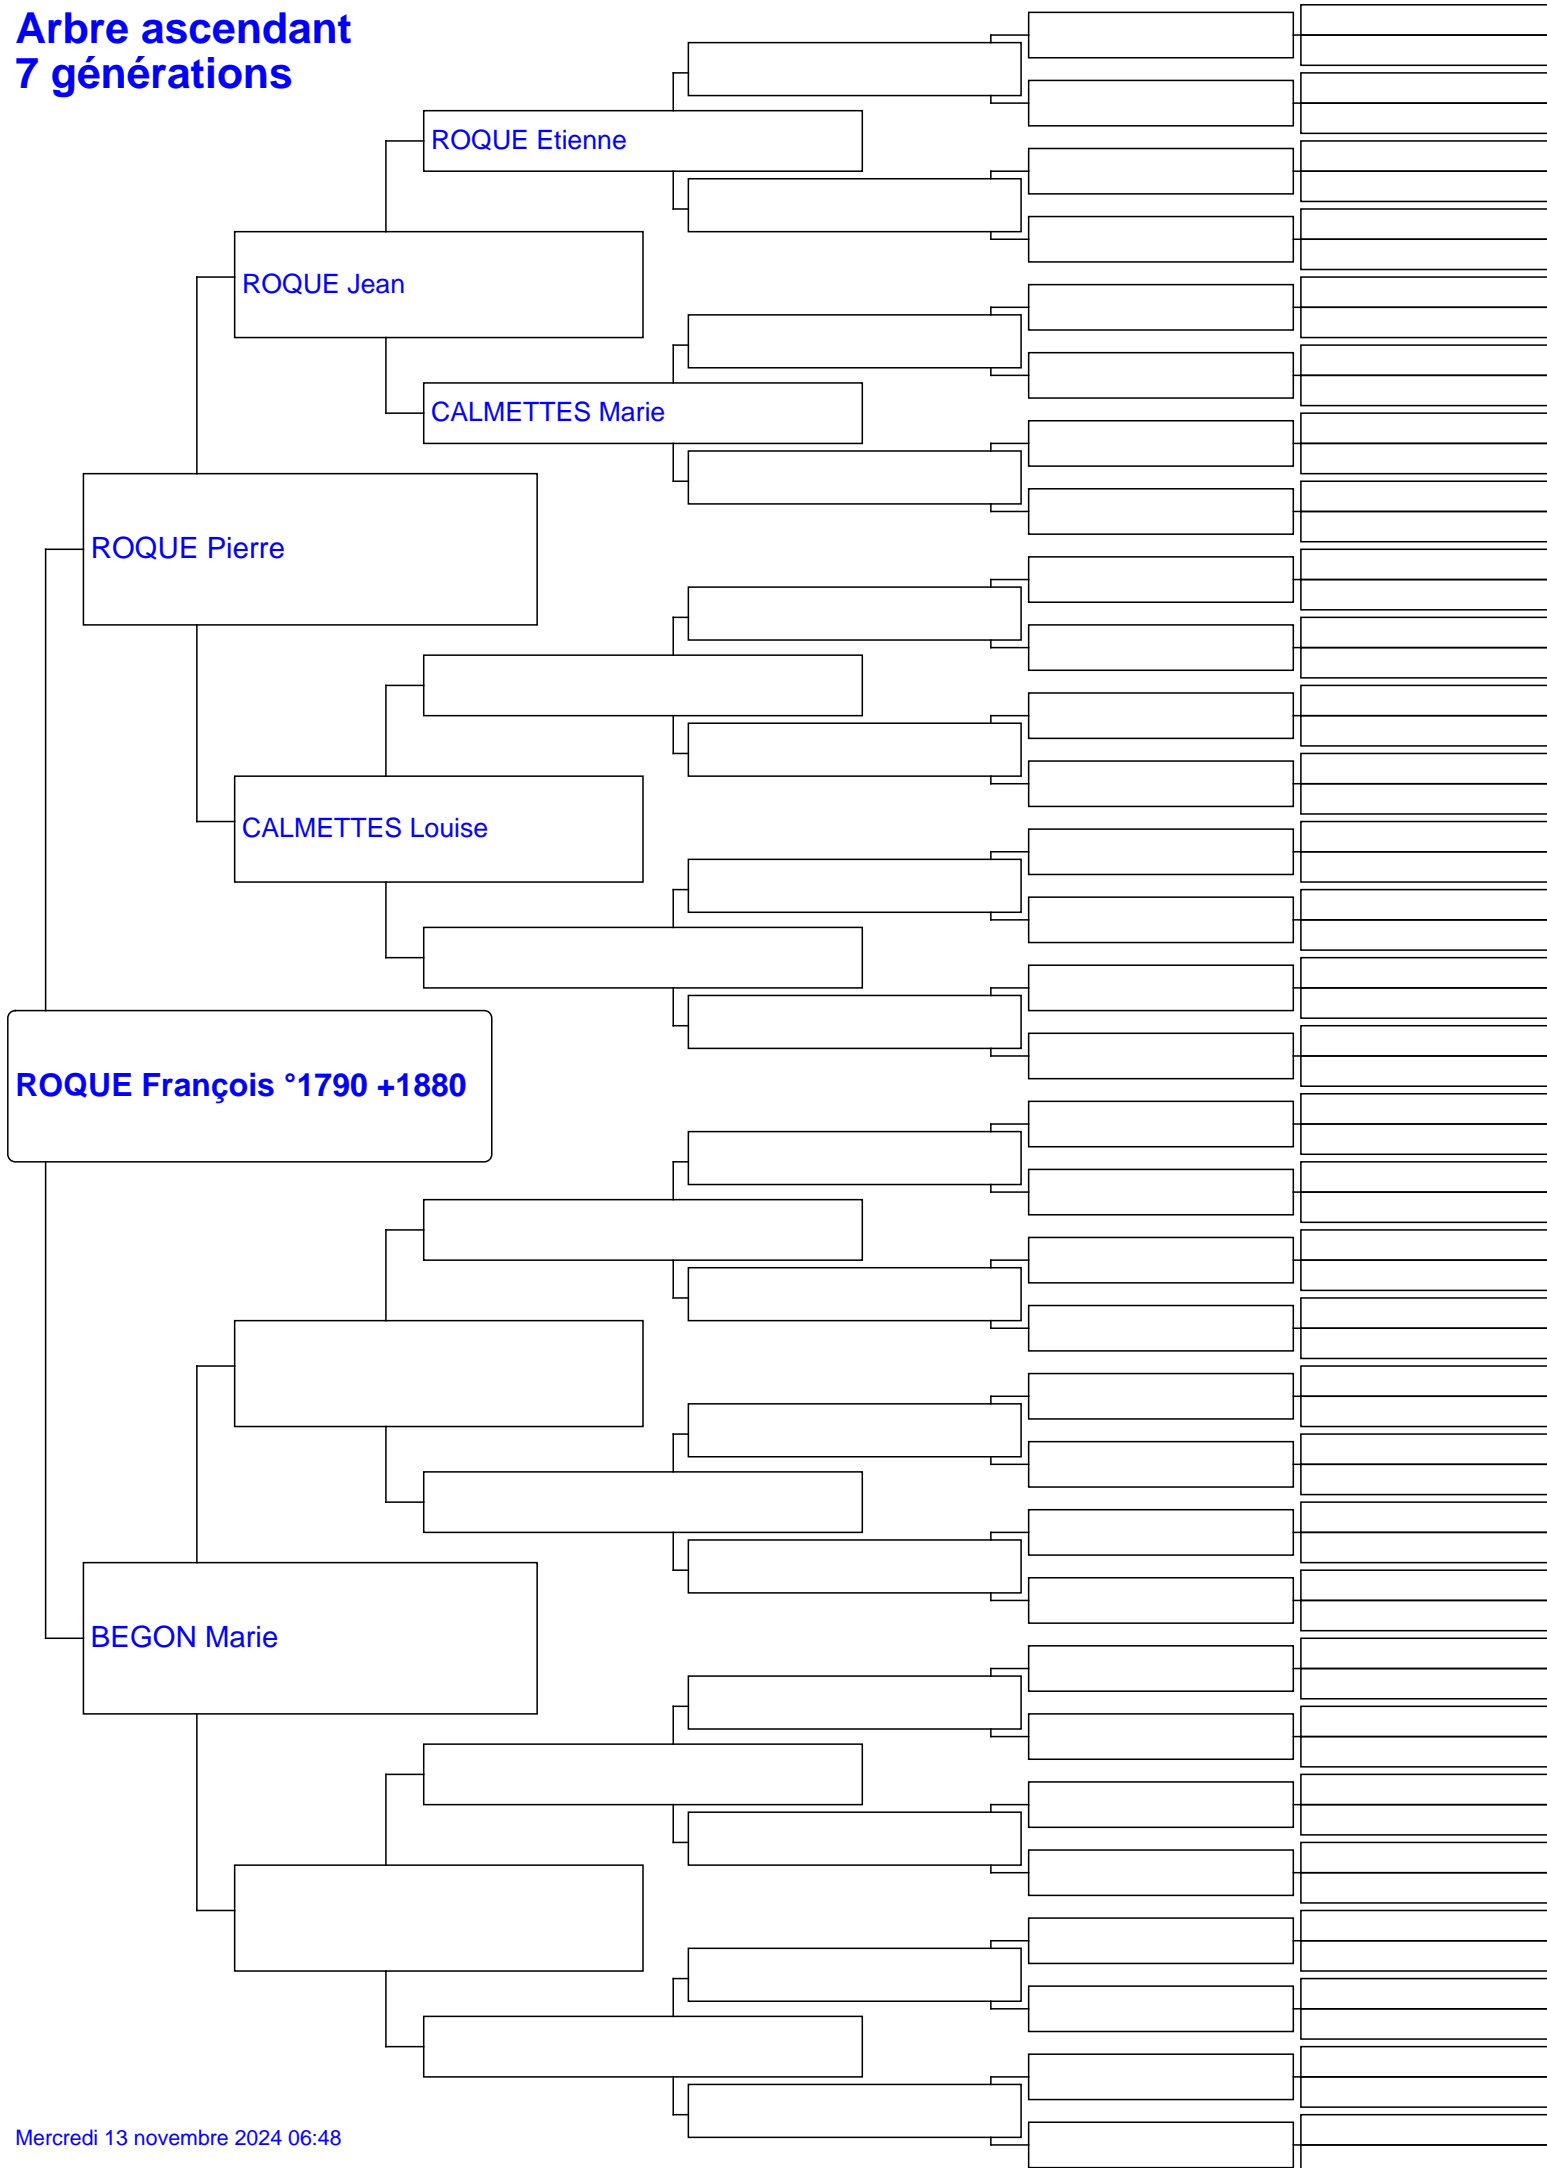 Arbre ascendant
7 générations
ROQUE Etienne
ROQUE Jean
CALMETTES Marie
ROQUE Pierre
CALMETTES Louise
ROQUE François °1790 +1880
BEGON Marie
Mercredi 13 novembre 2024 06:48